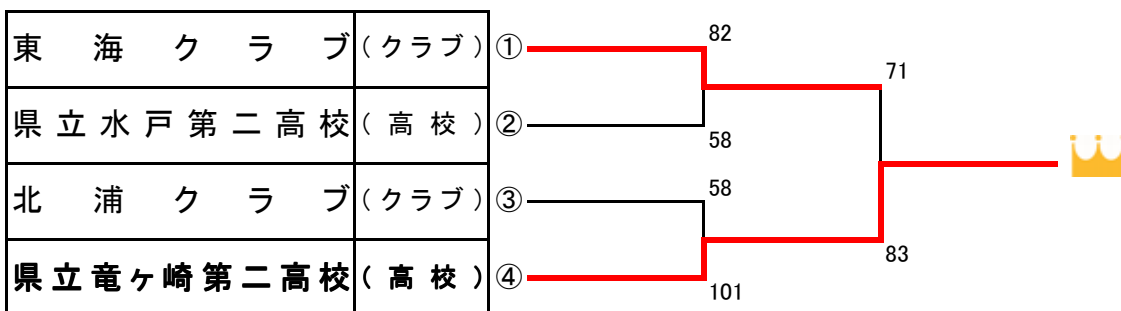 東海クラブ(クラブ)①
県立水戸第二高校(高校)②
北浦クラブ(クラブ)③
県立竜ヶ崎第二高校(高校)④
82
58
58
101
71
83